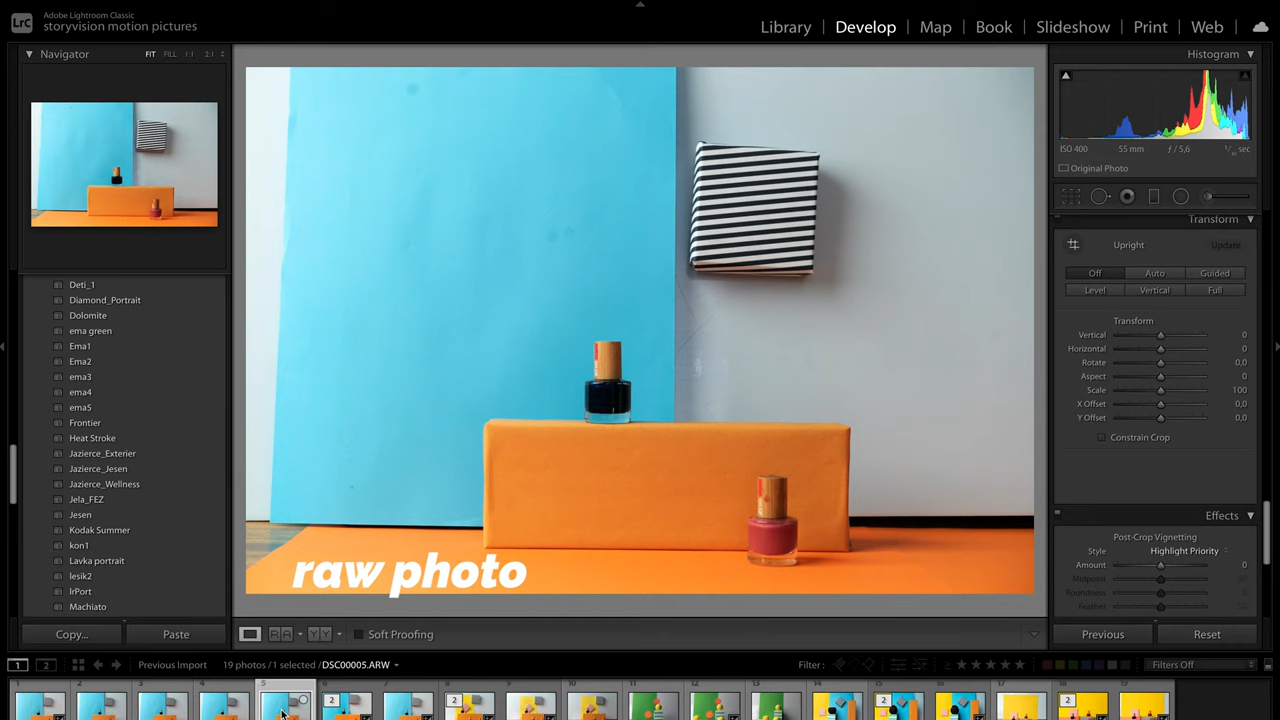 LrC Adobe Lightroom Classic
storyvision motion pictures
Library | Develop | Map | Book | Slideshow | Print | Web
Navigator FIT FILL 1:1 2:1
Histogram
ISO 400 55 mm ƒ / 5,6
Original Photo
Transform
Upright Update
Off Auto Guided
Level Vertical Full
Transform
Vertical 0
Horizontal 0
Rotate 0,0
Aspect 0
Scale 100
X Offset 0,0
Y Offset 0,0
Constrain Crop
Effects
Post-Crop Vignetting
Style Highlight Priority
Amount 0
Midpoint 50
Roundness
Feather
Deti_1
Diamond_Portrait
Dolomite
ema green
Ema1
Ema2
ema3
ema4
ema5
Frontier
Heat Stroke
Jazierce_Exterier
Jazierce_Jesen
Jazierce_Wellness
Jela_FEZ
Jesen
Kodak Summer
kon1
Lavka portrait
lesik2
IrPort
Machiato
raw photo
Copy... Paste
R A Y Y Soft Proofing
Previous Reset
1 2 Previous Import 19 photos / 1 selected / DSC00005.ARW
Filter : Filters Off